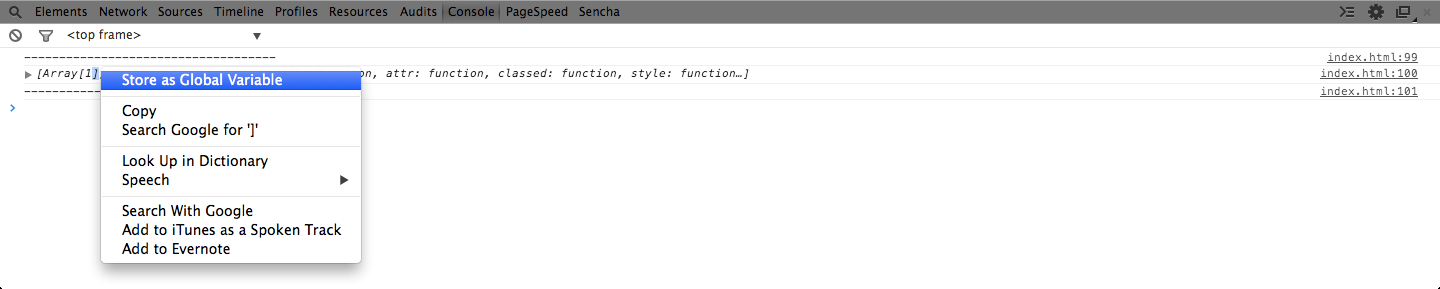 Elements Network Sources Timeline Profiles Resources Audits Console PageSpeed Sencha
<top frame>
------------------------------------ index.html:99
[Array[1], on, attr: function, classed: function, style: function…] index.html:100
------------ index.html:101
Store as Global Variable
Copy
Search Google for ']'
Look Up in Dictionary
Speech
Search With Google
Add to iTunes as a Spoken Track
Add to Evernote